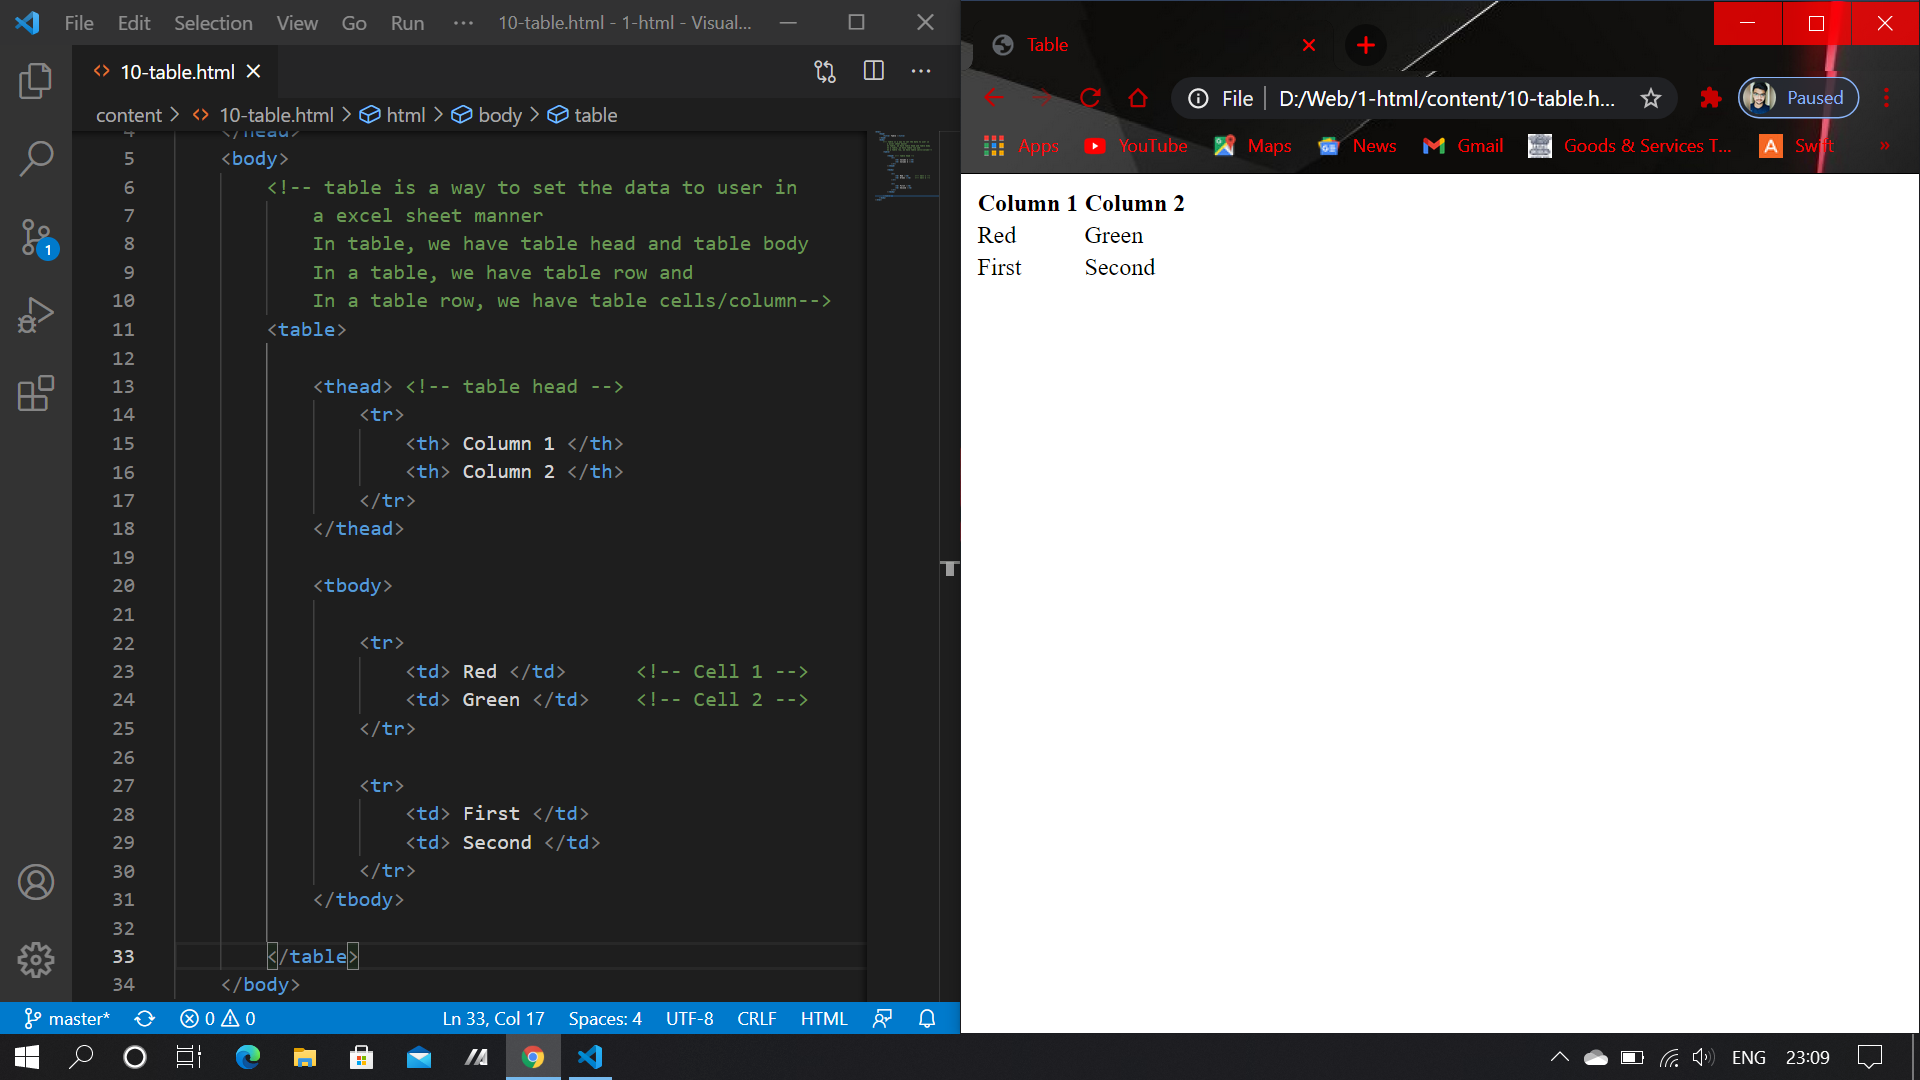 File Edit Selection View Go Run ··· 10-table.html - 1-html - Visual...
10-table.html
content > 10-table.html > html > body > table
4 </head>
5 <body>
6 <!-- table is a way to set the data to user in
7 a excel sheet manner
8 In table, we have table head and table body
9 In a table, we have table row and
10 In a table row, we have table cells/column-->
11 <table>
12
13 <thead> <!-- table head -->
14 <tr>
15 <th> Column 1 </th>
16 <th> Column 2 </th>
17 </tr>
18 </thead>
19
20 <tbody>
21
22 <tr>
23 <td> Red </td> <!-- Cell 1 -->
24 <td> Green </td> <!-- Cell 2 -->
25 </tr>
26
27 <tr>
28 <td> First </td>
29 <td> Second </td>
30 </tr>
31 </tbody>
32
33 </table>
34 </body>
1
master* 0 0 Ln 33, Col 17 Spaces: 4 UTF-8 CRLF HTML
Table
File D:/Web/1-html/content/10-table.h... Paused
Apps YouTube Maps News Gmail Goods & Services T... Swift »
Column 1 Column 2
Red Green
First Second
ENG 23:09